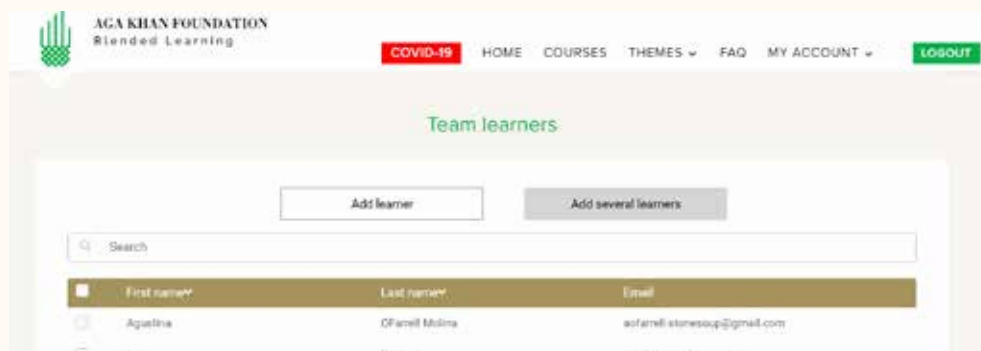 AGA KHAN FOUNDATION
Blended Learning
COVID-19 HOME COURSES THEMES FAQ MY ACCOUNT LOGOUT
Team learners
Add learner Add several learners
Search
First name Last name Email
Agustina OFarrell Molina aofarrell.stonesoup@gmail.com